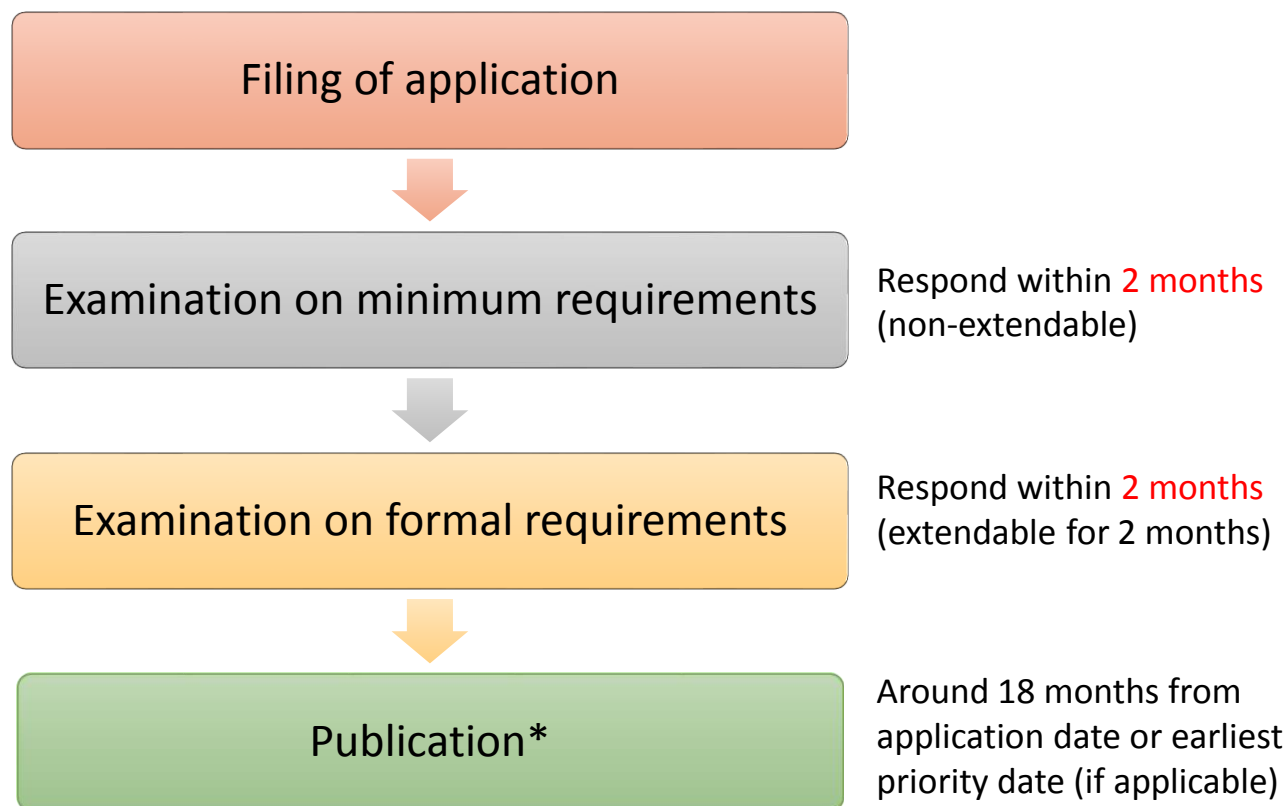 Filing of application
Examination on minimum requirements
Respond within 2 months
(non-extendable)
Examination on formal requirements
Respond within 2 months
(extendable for 2 months)
Publication*
Around 18 months from
application date or earliest
priority date (if applicable)